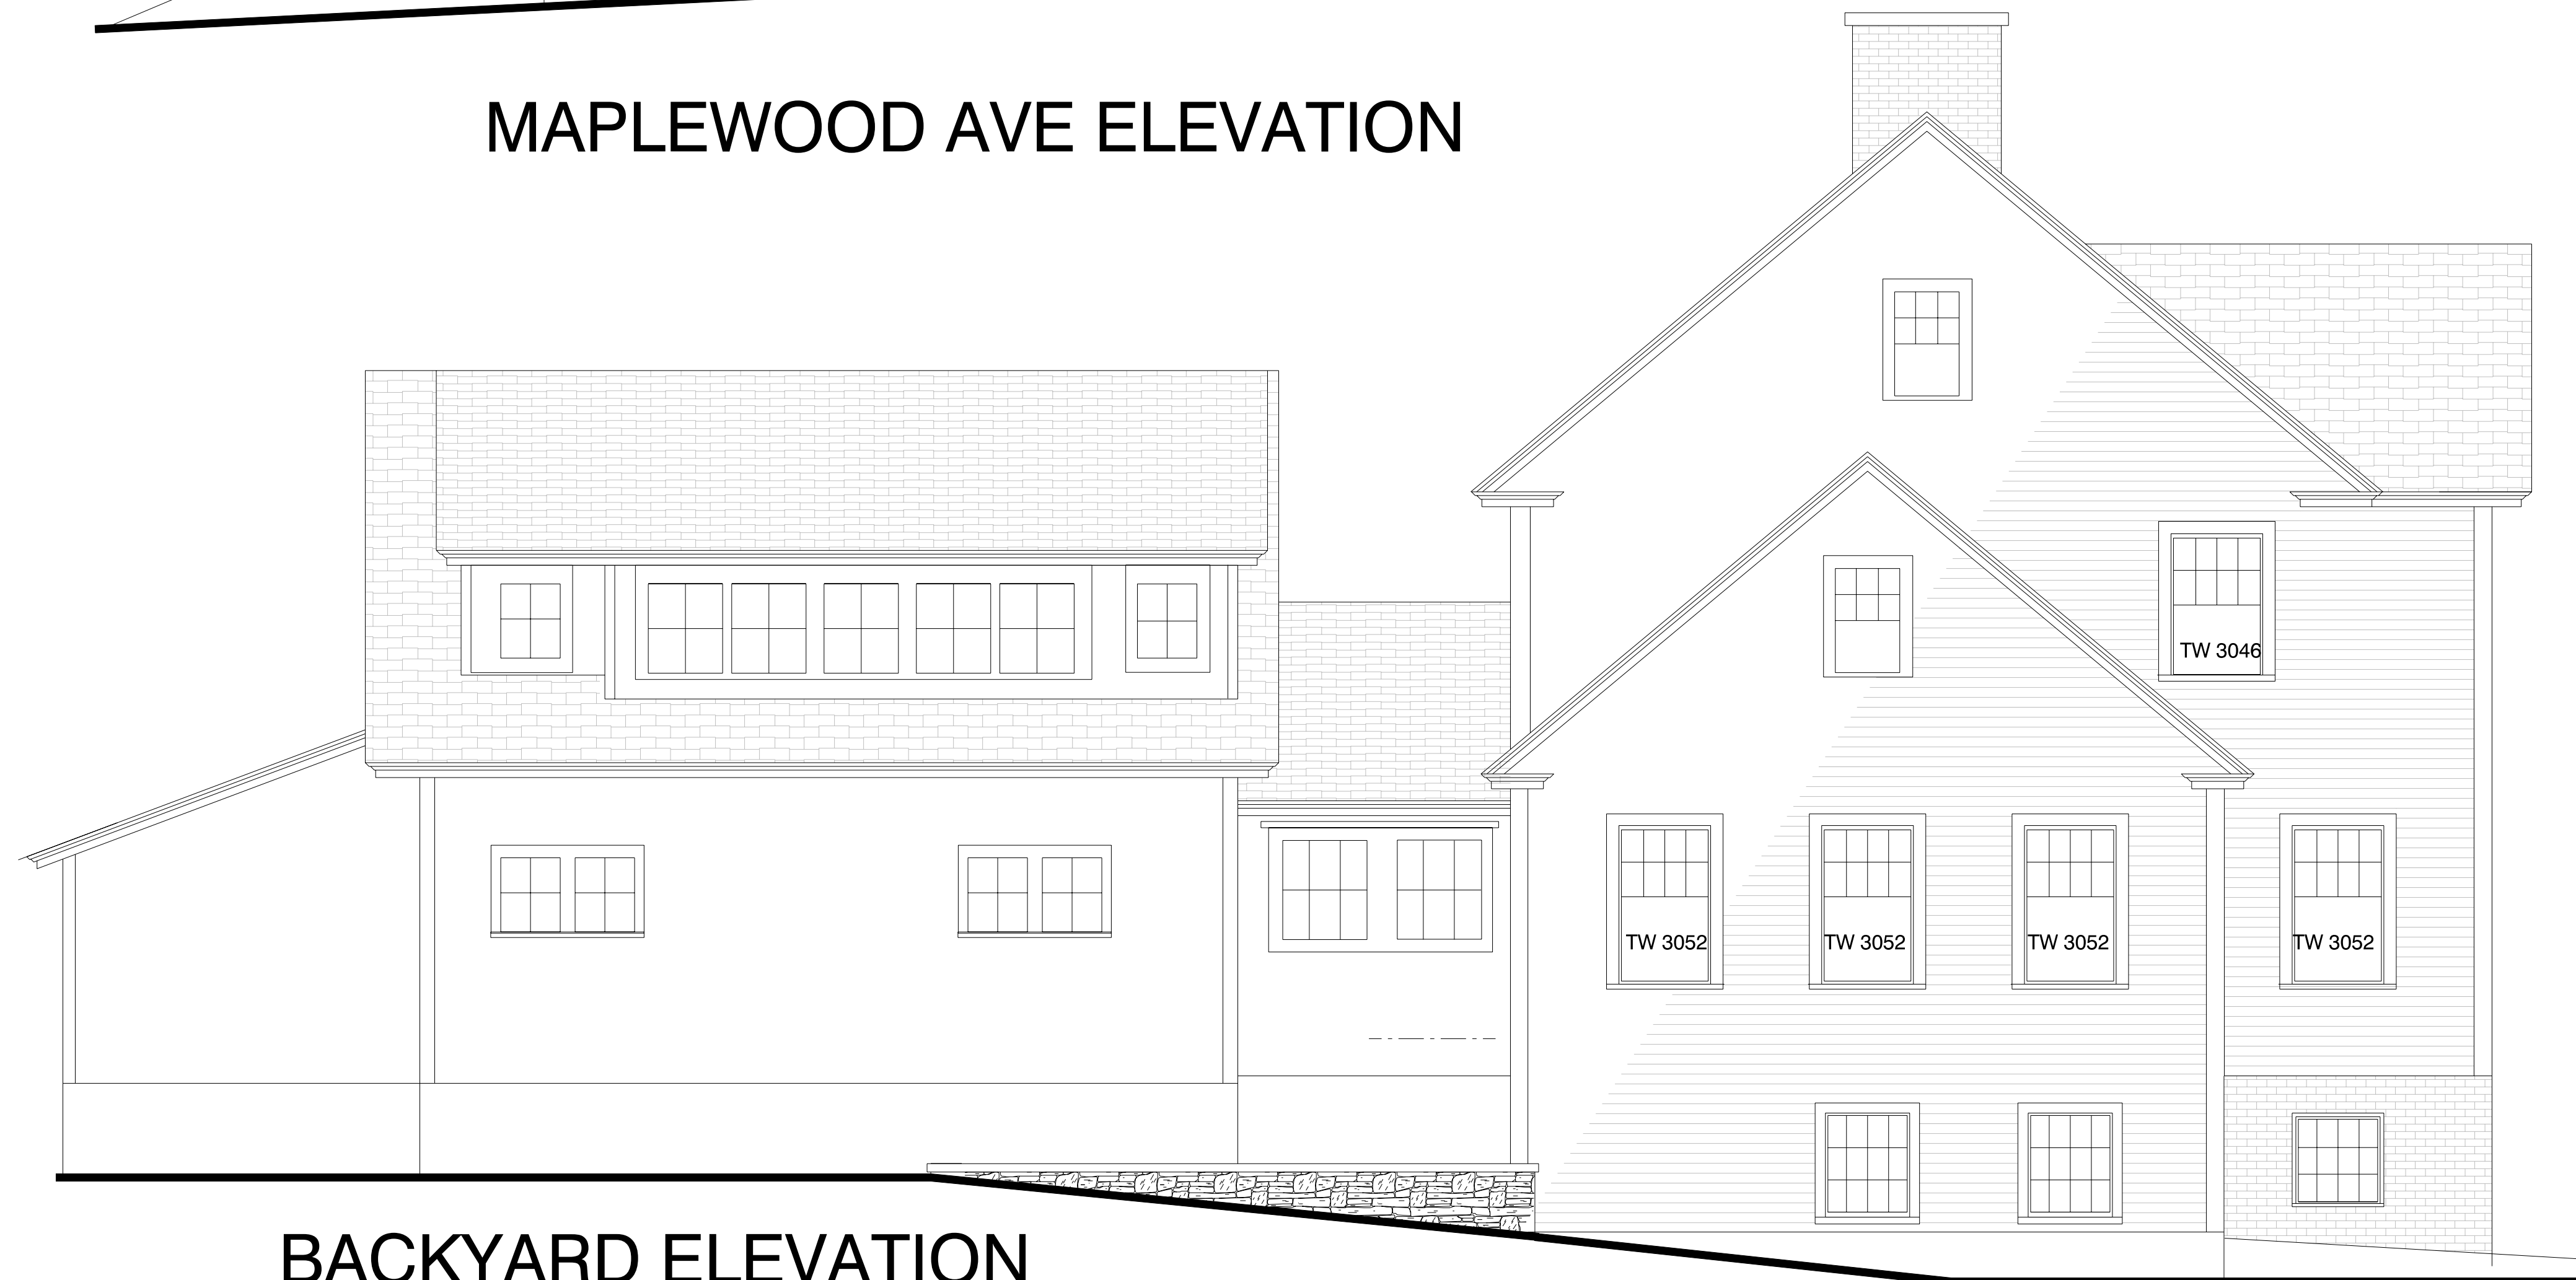 MAPLEWOOD AVE ELEVATION
TW 3046
TW 3052 TW 3052 TW 3052 TW 3052
BACKYARD ELEVATION